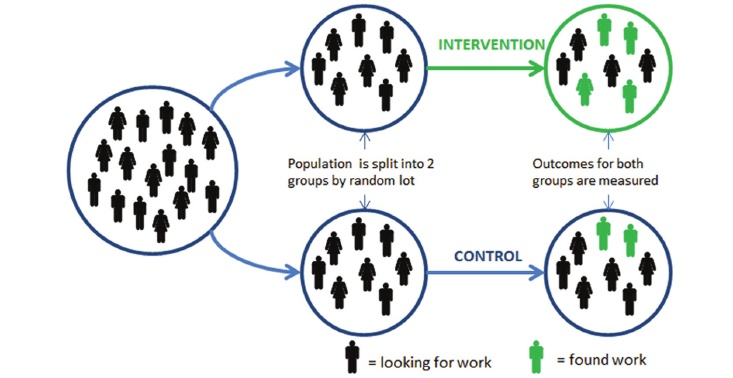 INTERVENTION
Population is split into 2
groups by random lot
Outcomes for both
groups are measured
CONTROL
= looking for work
= found work